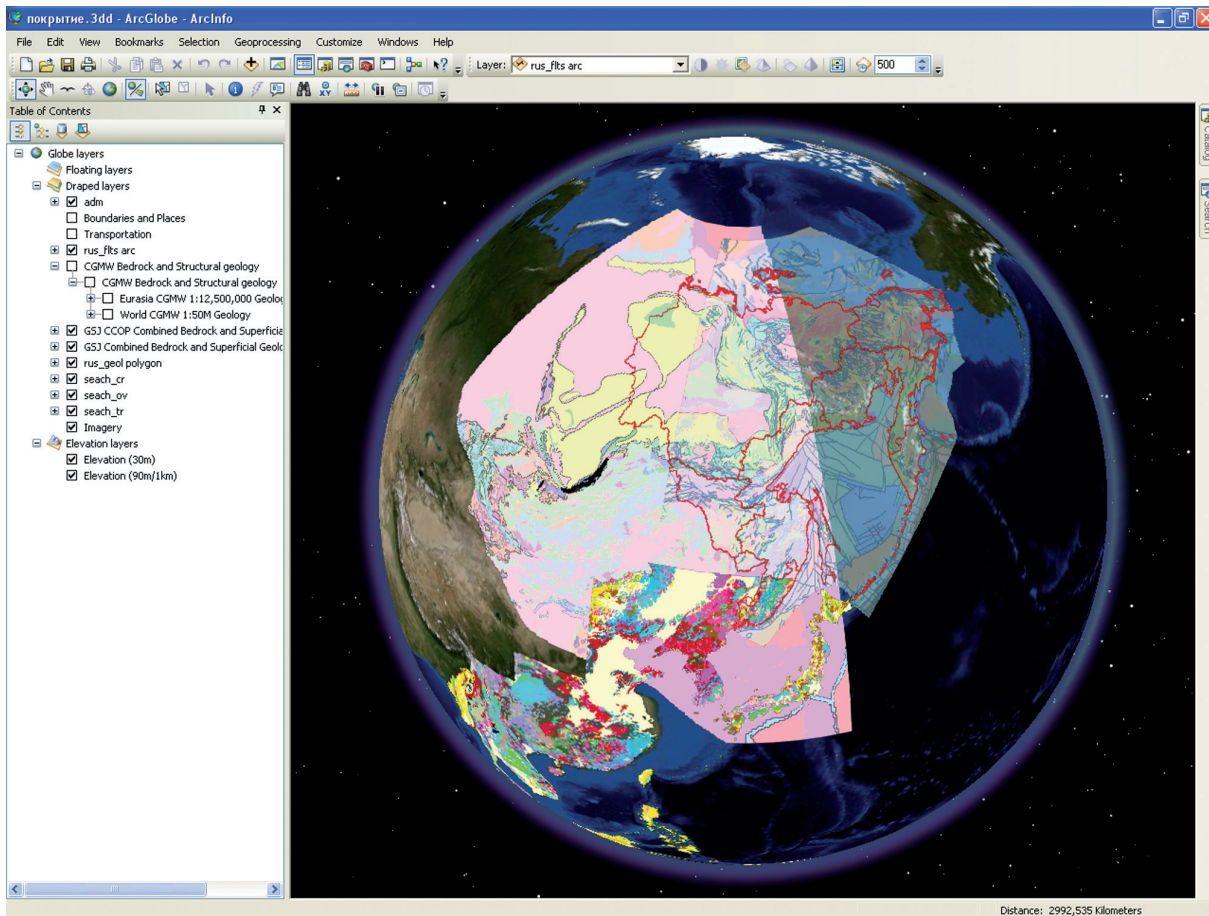 покрытие.3dd - ArcGlobe - ArcInfo
File Edit View Bookmarks Selection Geoprocessing Customize Windows Help
Layer: rus_flts arc 500
Table of Contents
Globe layers
Floating layers
Draped layers
adm
Boundaries and Places
Transportation
rus_flts arc
CGMW Bedrock and Structural geology
CGMW Bedrock and Structural geology
Eurasia CGMW 1:12,500,000 Geolog
World CGMW 1:50M Geology
GSJ CCOP Combined Bedrock and Superficia
GSJ Combined Bedrock and Superficial Geolo
rus_geol polygon
seach_cr
seach_ov
seach_tr
Imagery
Elevation layers
Elevation (30m)
Elevation (90m/1km)
Catalog
Search
Distance: 2992,535 Kilometers